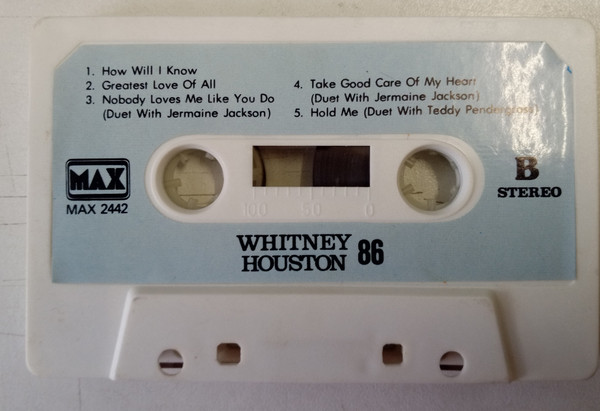 1. How Will I Know
2. Greatest Love Of All
3. Nobody Loves Me Like You Do
(Duet With Jermaine Jackson)
4. Take Good Care Of My Heart
(Duet With Jermaine Jackson)
5. Hold Me (Duet With Teddy
MAX
MAX 2442
B
STEREO
100 50 0
WHITNEY
HOUSTON 86